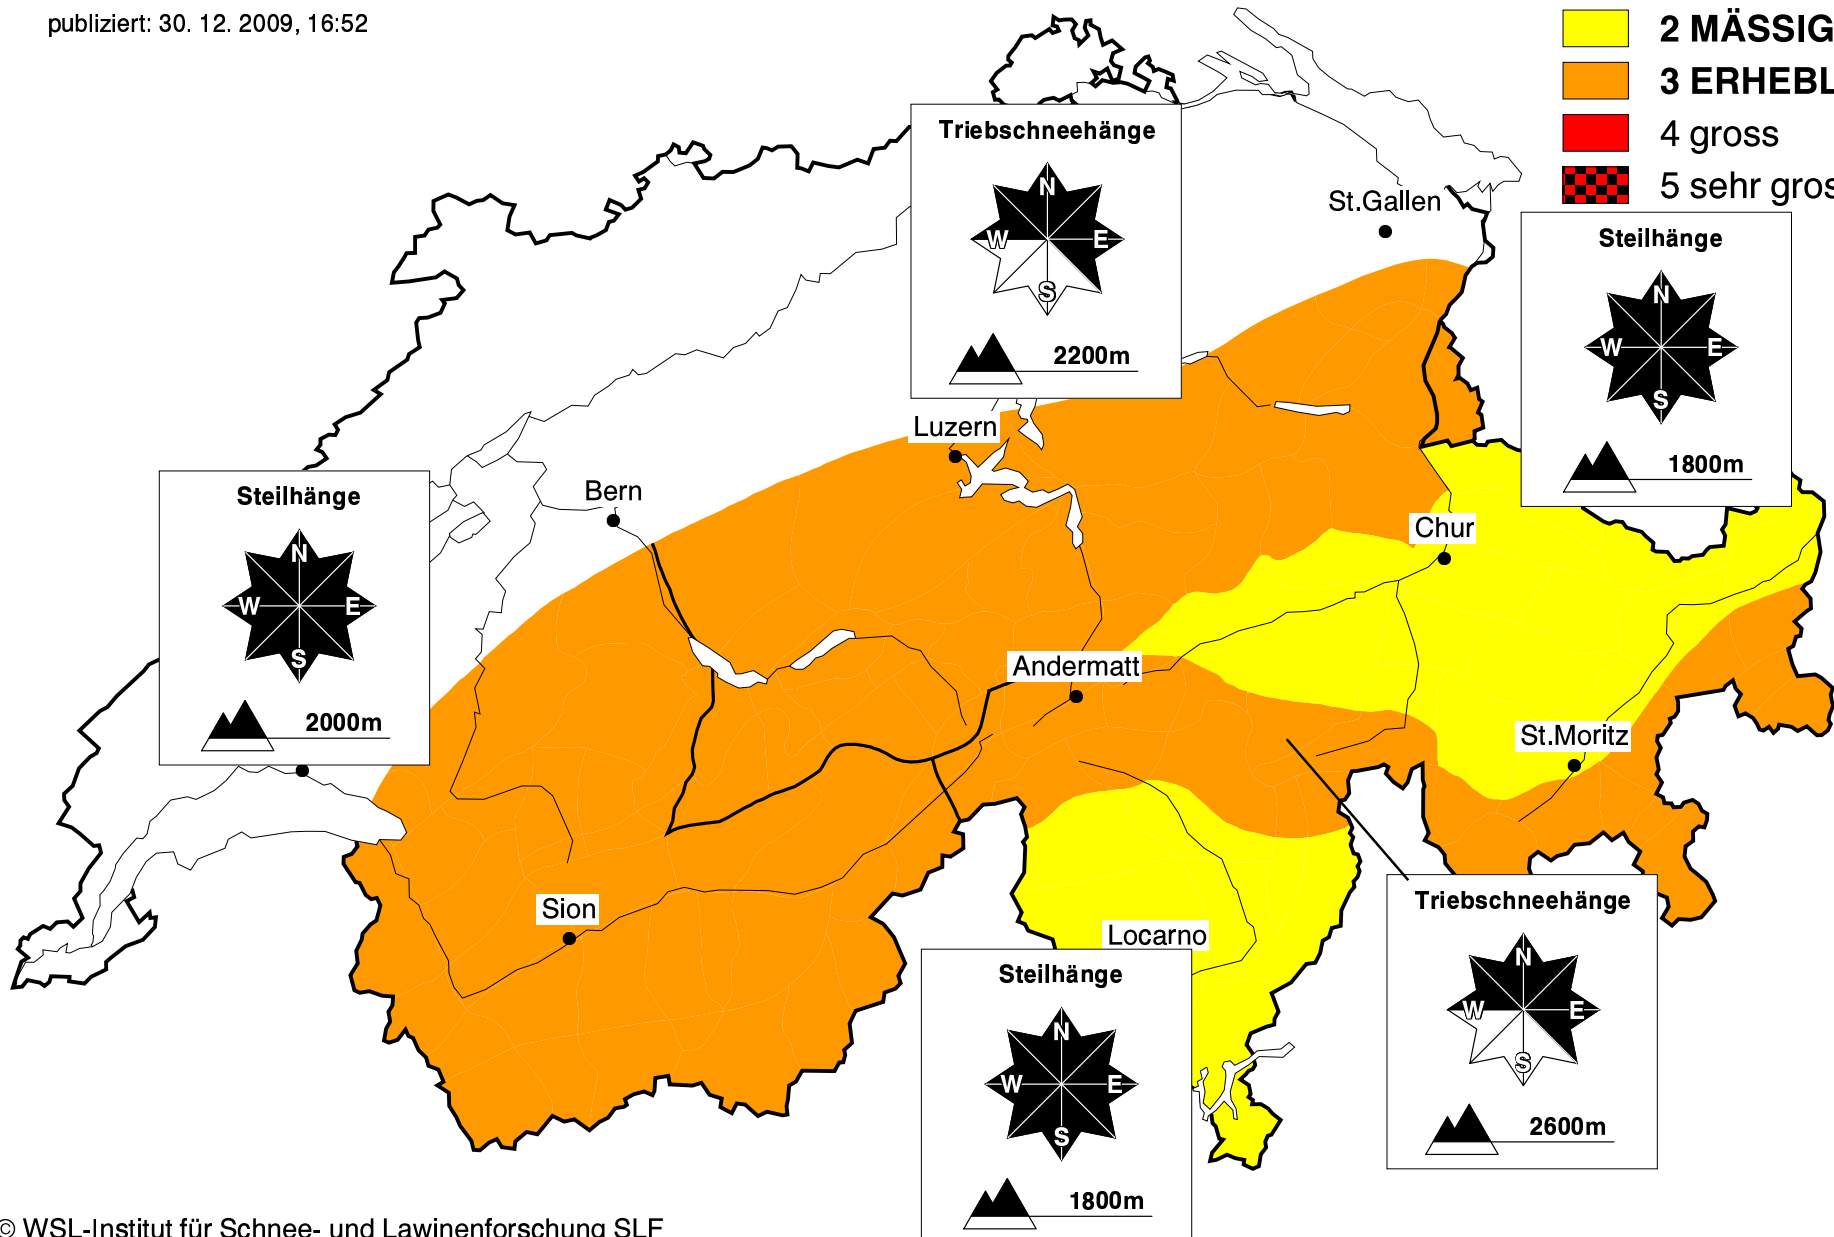 publiziert: 30. 12. 2009, 16:52
2 MÄSSIG
3 ERHEBL
4 gross
5 sehr gros
Triebschneehänge
N
W
E
S
2200m
St.Gallen
Steilhänge
N
W
E
S
1800m
Luzern
Bern
Steilhänge
N
W
E
S
2000m
Chur
Andermatt
St.Moritz
Sion
Locarno
Triebschneehänge
N
W
E
S
2600m
Steilhänge
N
W
E
S
1800m
© WSL-Institut für Schnee- und Lawinenforschung SLF